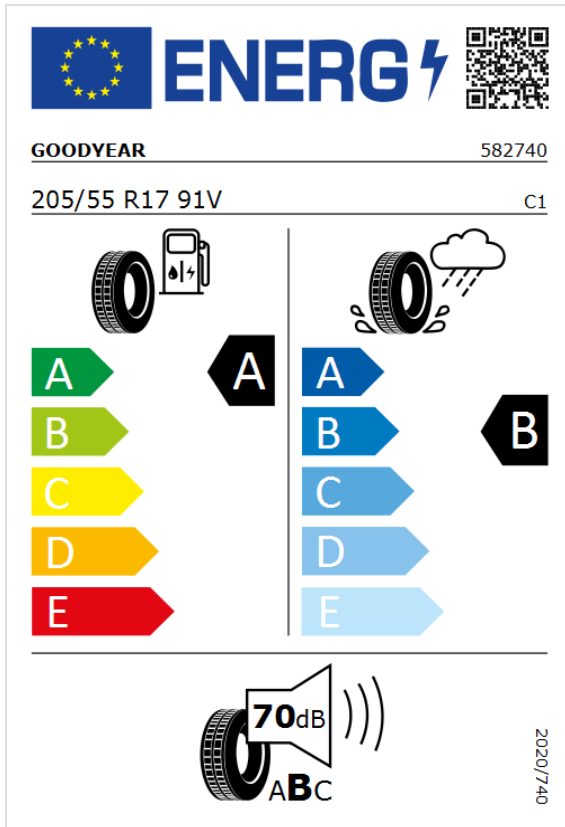 ENERG
GOODYEAR 582740
205/55 R17 91V C1
A A A
B B B
C C
D D
E E
70dB
ABC
2020/740